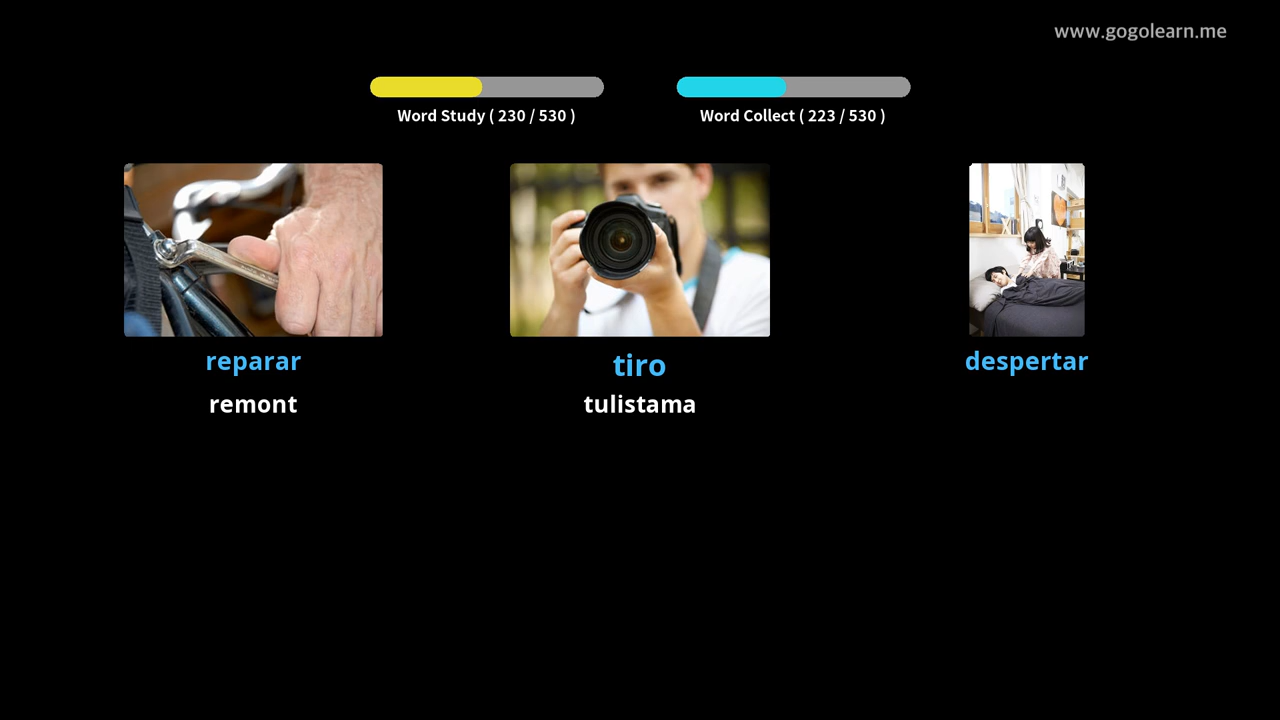 www.gogolearn.me
Word Study ( 230 / 530 )
Word Collect ( 223 / 530 )
reparar
tiro
despertar
remont
tulistama